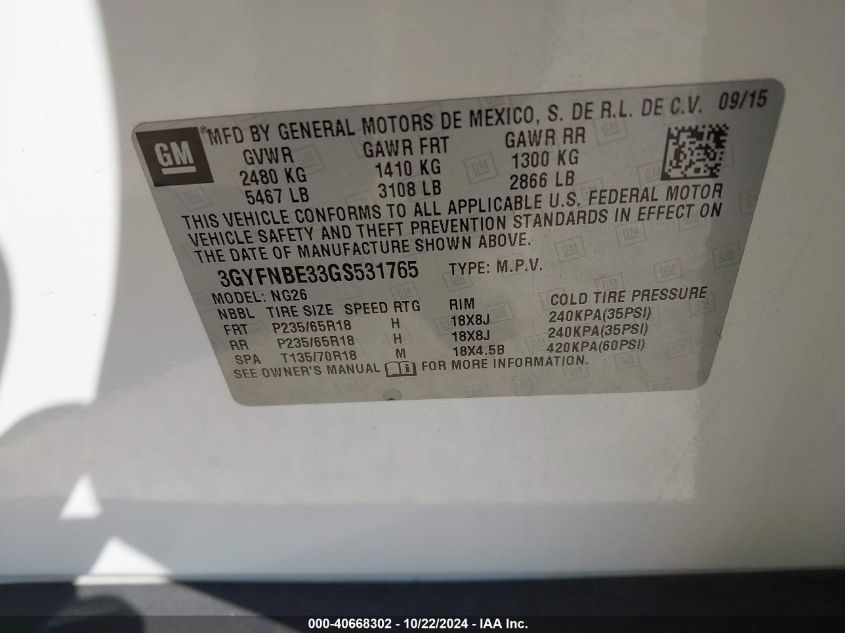 MFD BY GENERAL MOTORS DE MEXICO, S. DE R.L. DE C.V. 09/15
GM ®
GVWR GAWR FRT GAWR RR
2480 KG 1410 KG 1300 KG
5467 LB 3108 LB 2866 LB
THIS VEHICLE CONFORMS TO ALL APPLICABLE U.S. FEDERAL MOTOR
VEHICLE SAFETY AND THEFT PREVENTION STANDARDS IN EFFECT ON
THE DATE OF MANUFACTURE SHOWN ABOVE.
3GYFNBE33GS531765 TYPE: M.P.V.
MODEL: NG26
NBBL TIRE SIZE SPEED RTG RIM COLD TIRE PRESSURE
FRT P235/65R18 H 18X8J 240KPA(35PSI)
RR P235/65R18 H 18X8J 240KPA(35PSI)
SPA T135/70R18 M 18X4.5B 420KPA(60PSI)
SEE OWNER'S MANUAL FOR MORE INFORMATION.
000-40668302 - 10/22/2024 - IAA Inc.